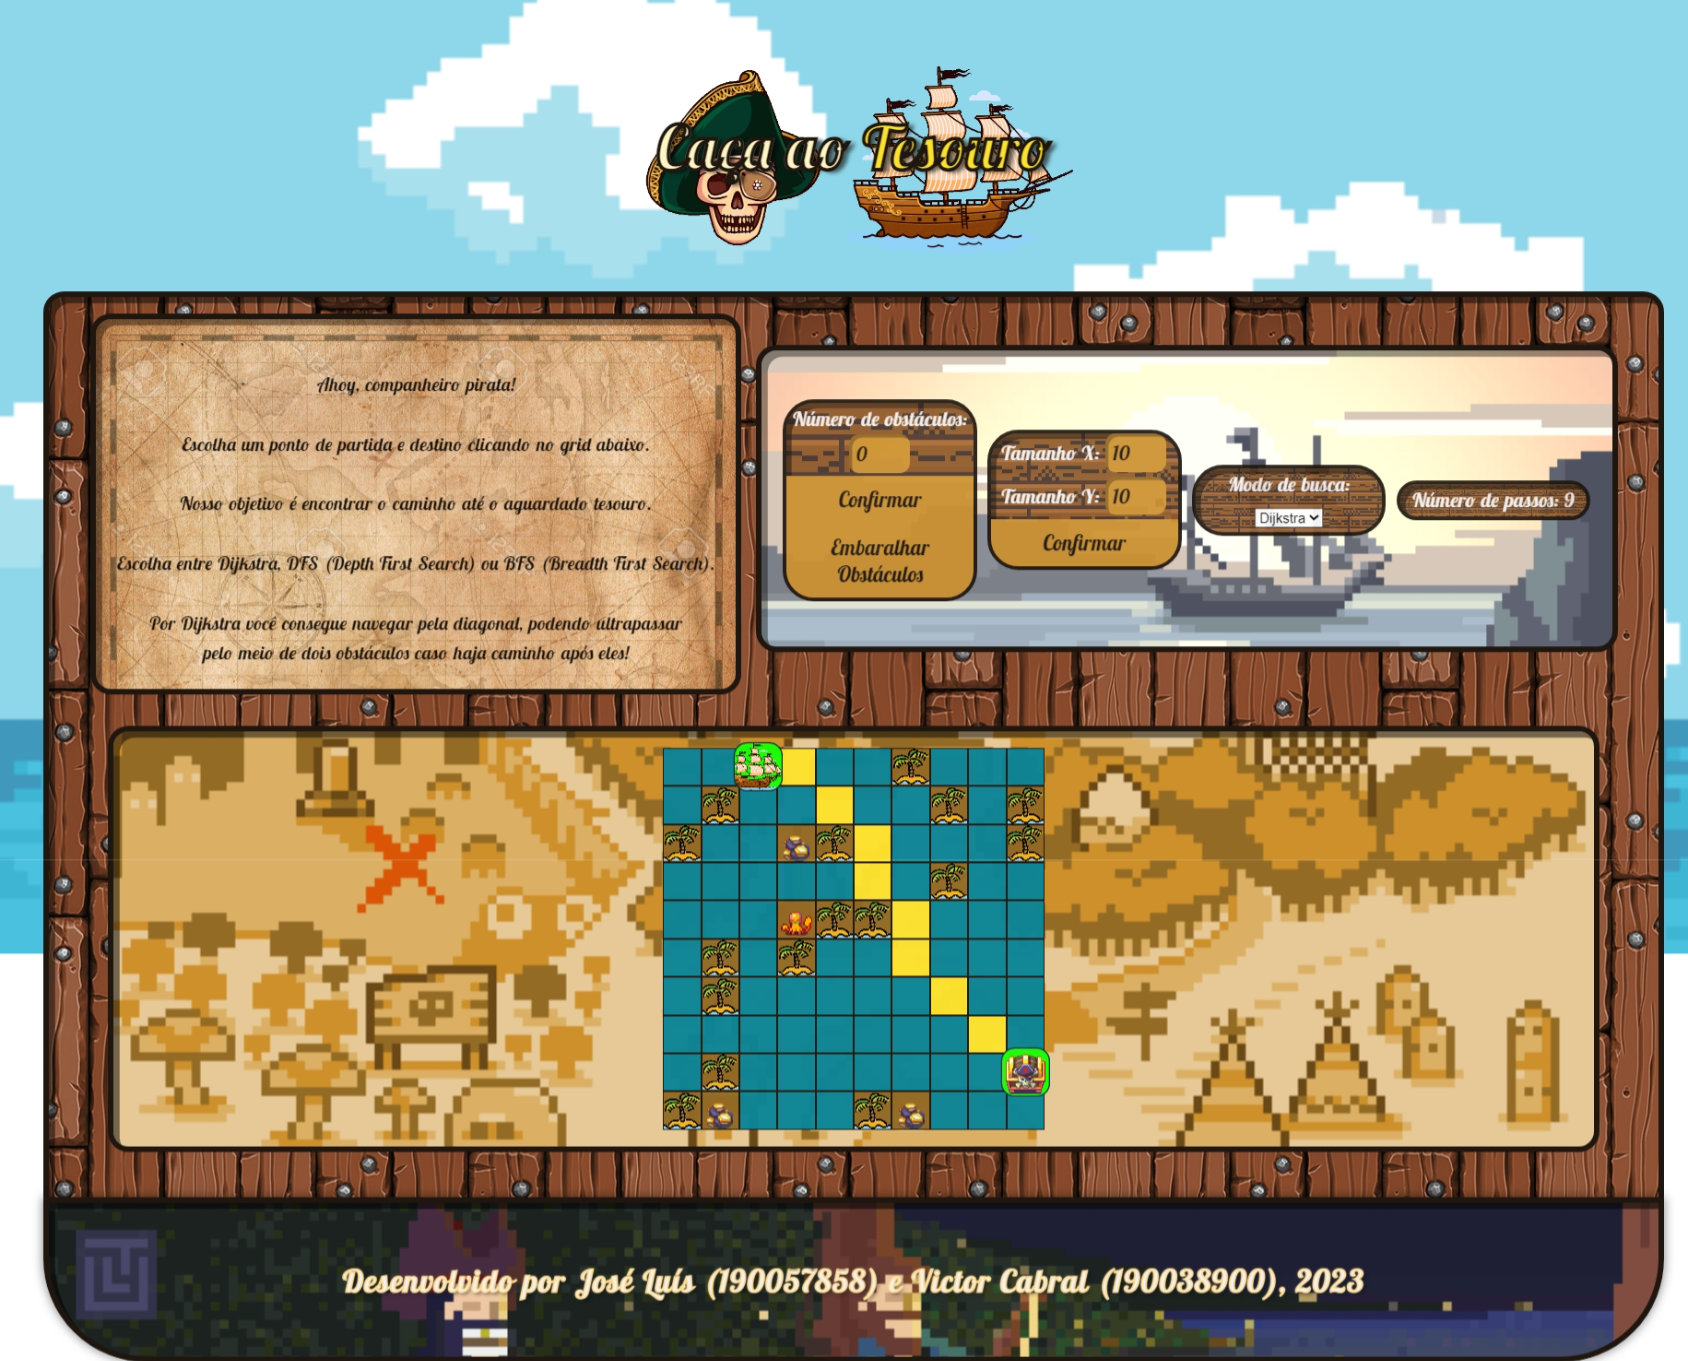 Caça ao Tesouro
Ahoy, companheiro pirata!
Escolha um ponto de partida e destino clicando no grid abaixo.
Nosso objetivo é encontrar o caminho até o aguardado tesouro.
Escolha entre Dijkstra, DFS (Depth First Search) ou BFS (Breadth First Search).
Por Dijkstra você consegue navegar pela diagonal, podendo ultrapassar
pelo meio de dois obstáculos caso haja caminho após eles!
Número de obstáculos:
0
Confirmar
Embaralhar
Obstáculos
Tamanho X: 10
Tamanho Y: 10
Confirmar
Modo de busca:
Dijkstra
Número de passos: 9
Desenvolvido por José Luís (190057858) e Victor Cabral (190038900), 2023